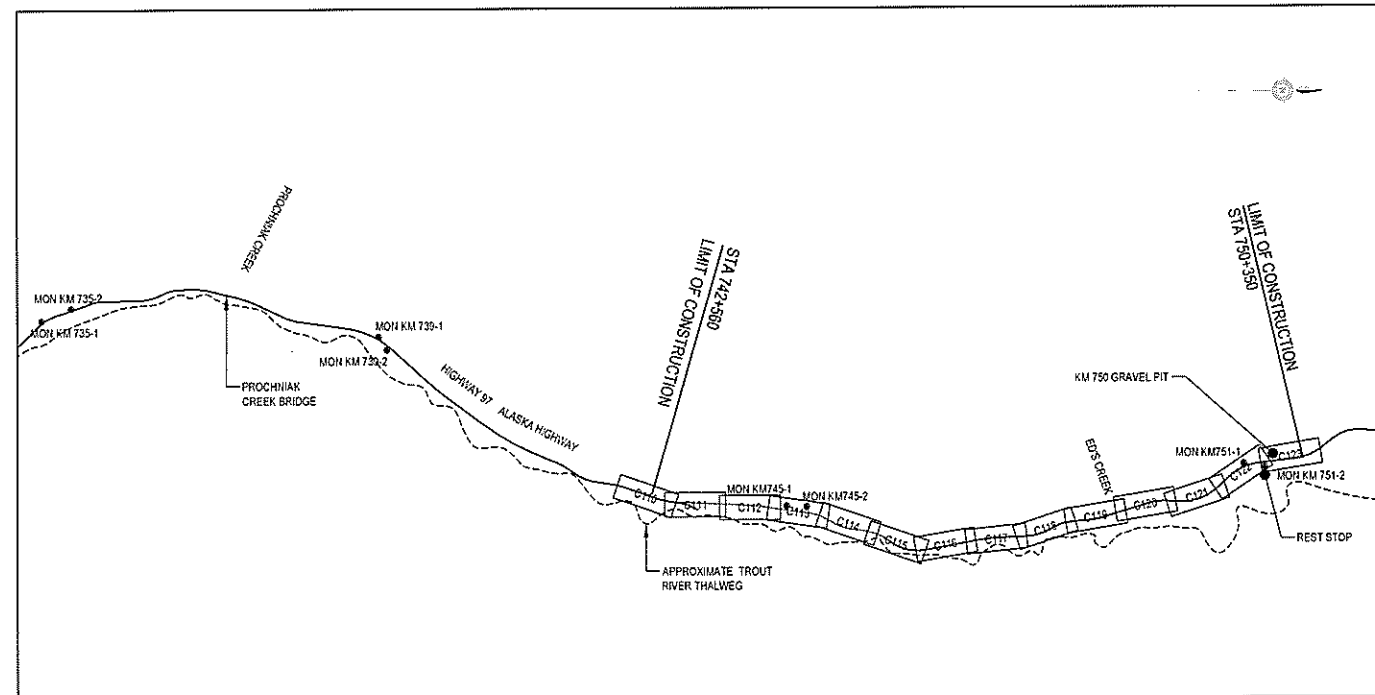 PROCHNIAK CREEK
MON KM 735-2
MON KM 735-1
PROCHNIAK
CREEK BRIDGE
MON KM 739-1
MON KM 739-2
HIGHWAY 97 ALASKA HIGHWAY
STA 742+560
LIMIT OF CONSTRUCTION
C110
C111
C112
MON KM745-1
C113
MON KM745-2
C114
C115
C116
C117
C118
C119
C120
C121
C122
C123
APPROXIMATE TROUT
RIVER THALWEG
ED'S CREEK
KM 750 GRAVEL PIT
MON KM751-1
MON KM 751-2
REST STOP
LIMIT OF CONSTRUCTION
STA 750+350